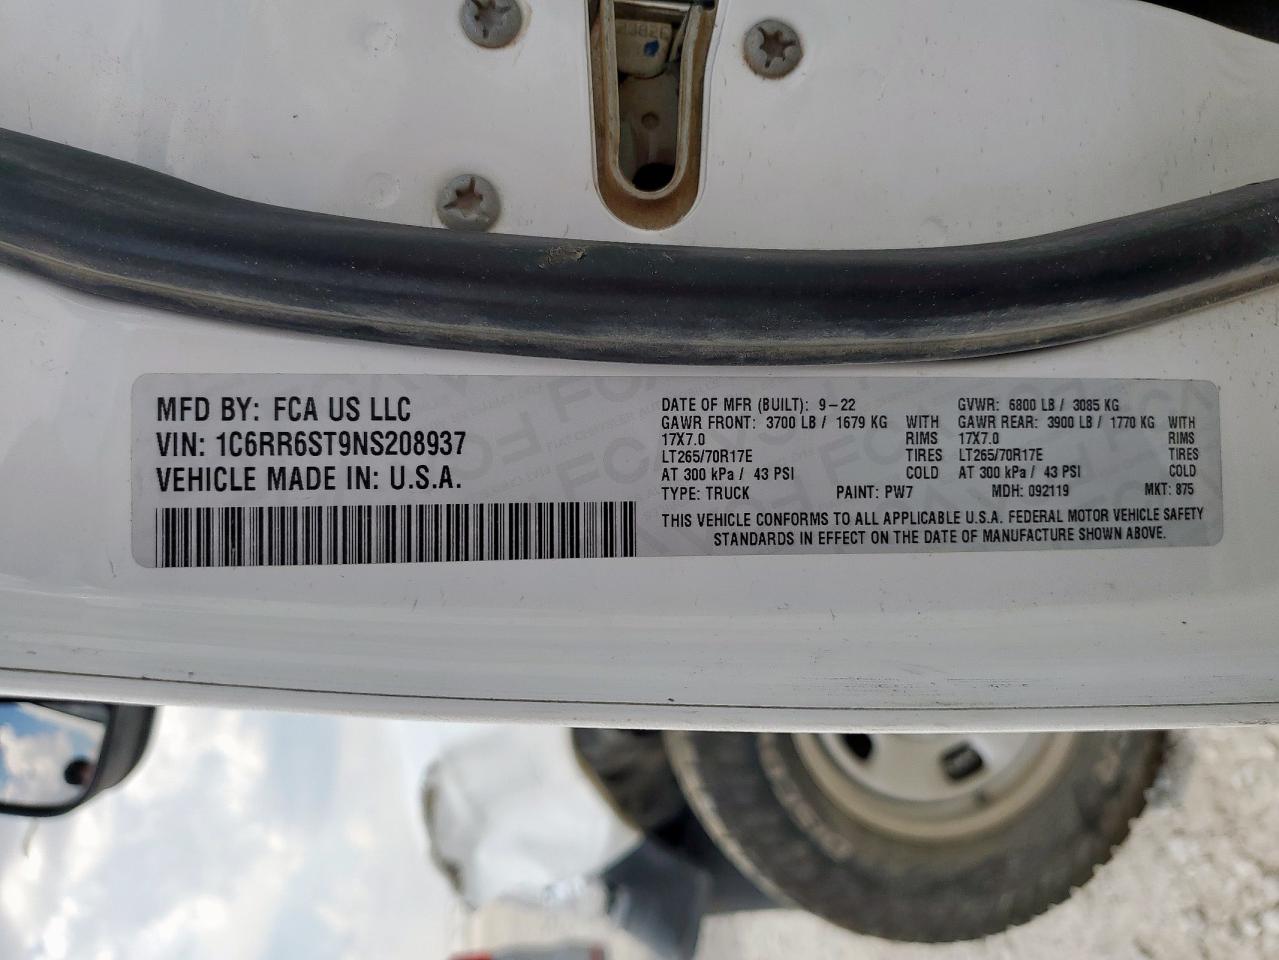 MFD BY: FCA US LLC
VIN: 1C6RR6ST9NS208937
VEHICLE MADE IN: U.S.A.
DATE OF MFR (BUILT): 9-22 GVWR: 6800 LB / 3085 KG
GAWR FRONT: 3700 LB / 1679 KG WITH GAWR REAR: 3900 LB / 1770 KG WITH
17X7.0 RIMS 17X7.0 RIMS
LT265/70R17E TIRES LT265/70R17E TIRES
AT 300 kPa / 43 PSI COLD AT 300 kPa / 43 PSI COLD
TYPE: TRUCK PAINT: PW7 MDH: 092119 MKT: 875
THIS VEHICLE CONFORMS TO ALL APPLICABLE U.S.A. FEDERAL MOTOR VEHICLE SAFETY
STANDARDS IN EFFECT ON THE DATE OF MANUFACTURE SHOWN ABOVE.